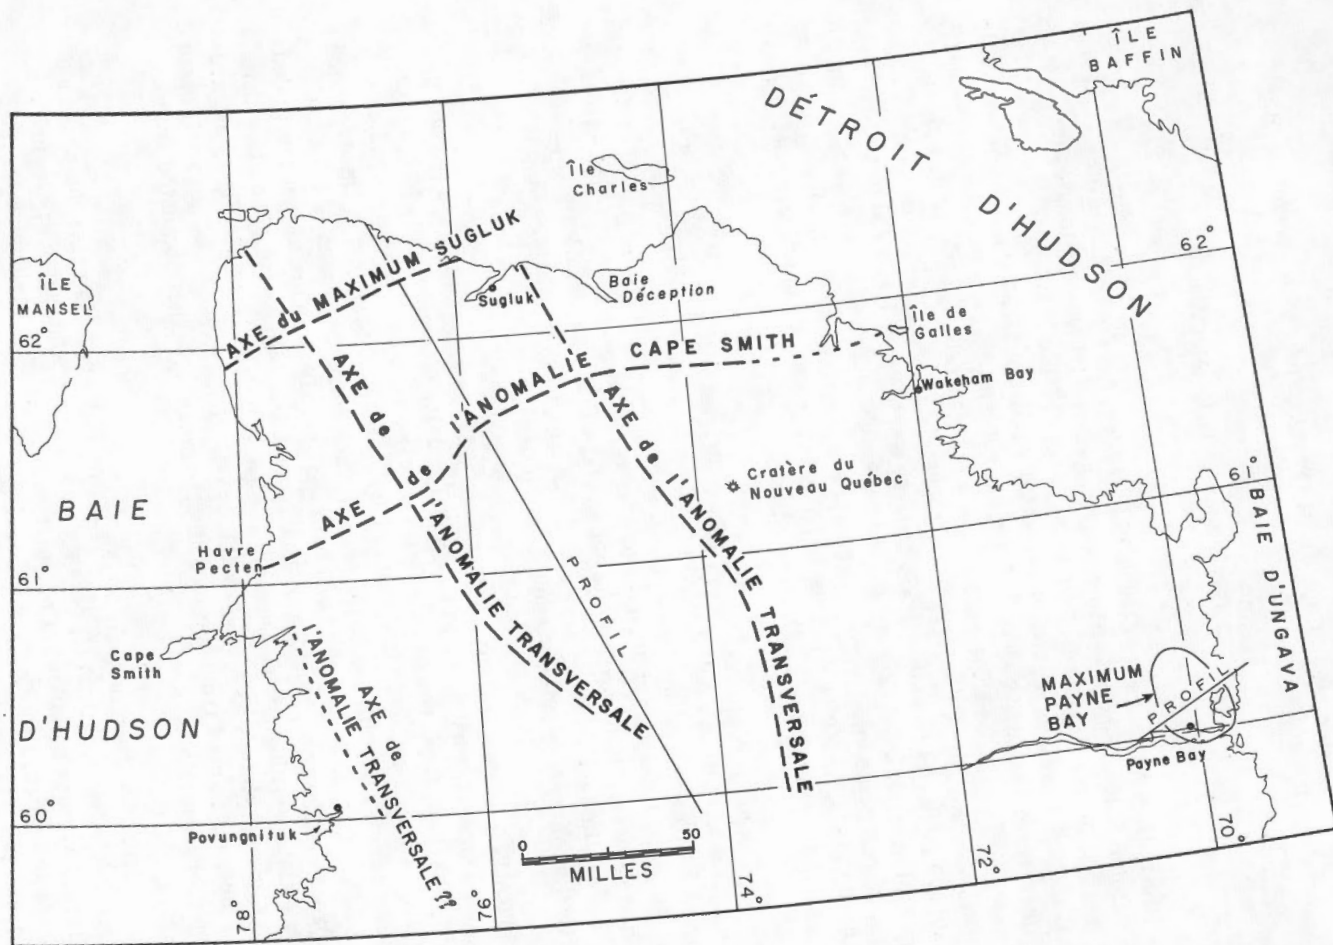 ÎLE
BAFFIN
DÉTROIT
D'HUDSON
62°
Île
Charles
AXE du MAXIMUM SUGLUK
ÎLE
MANSEL
62°
Sugluk
Baie
Déception
Île de
Galles
AXE de l'ANOMALIE CAPE SMITH
Wakeham Bay
AXE de l'ANOMALIE TRANSVERSALE
AXE de l'ANOMALIE TRANSVERSALE
Cratère du
Nouveau Québec
61°
BAIE
D'UNGAVA
BAIE
D'HUDSON
Havre
Pecten
61°
PROFIL
Cape
Smith
AXE de
l'ANOMALIE TRANSVERSALE??
MAXIMUM
PAYNE
BAY
PROFIL
Payne Bay
60°
Povungnituk
0
50
MILLES
78°
76°
74°
72°
70°